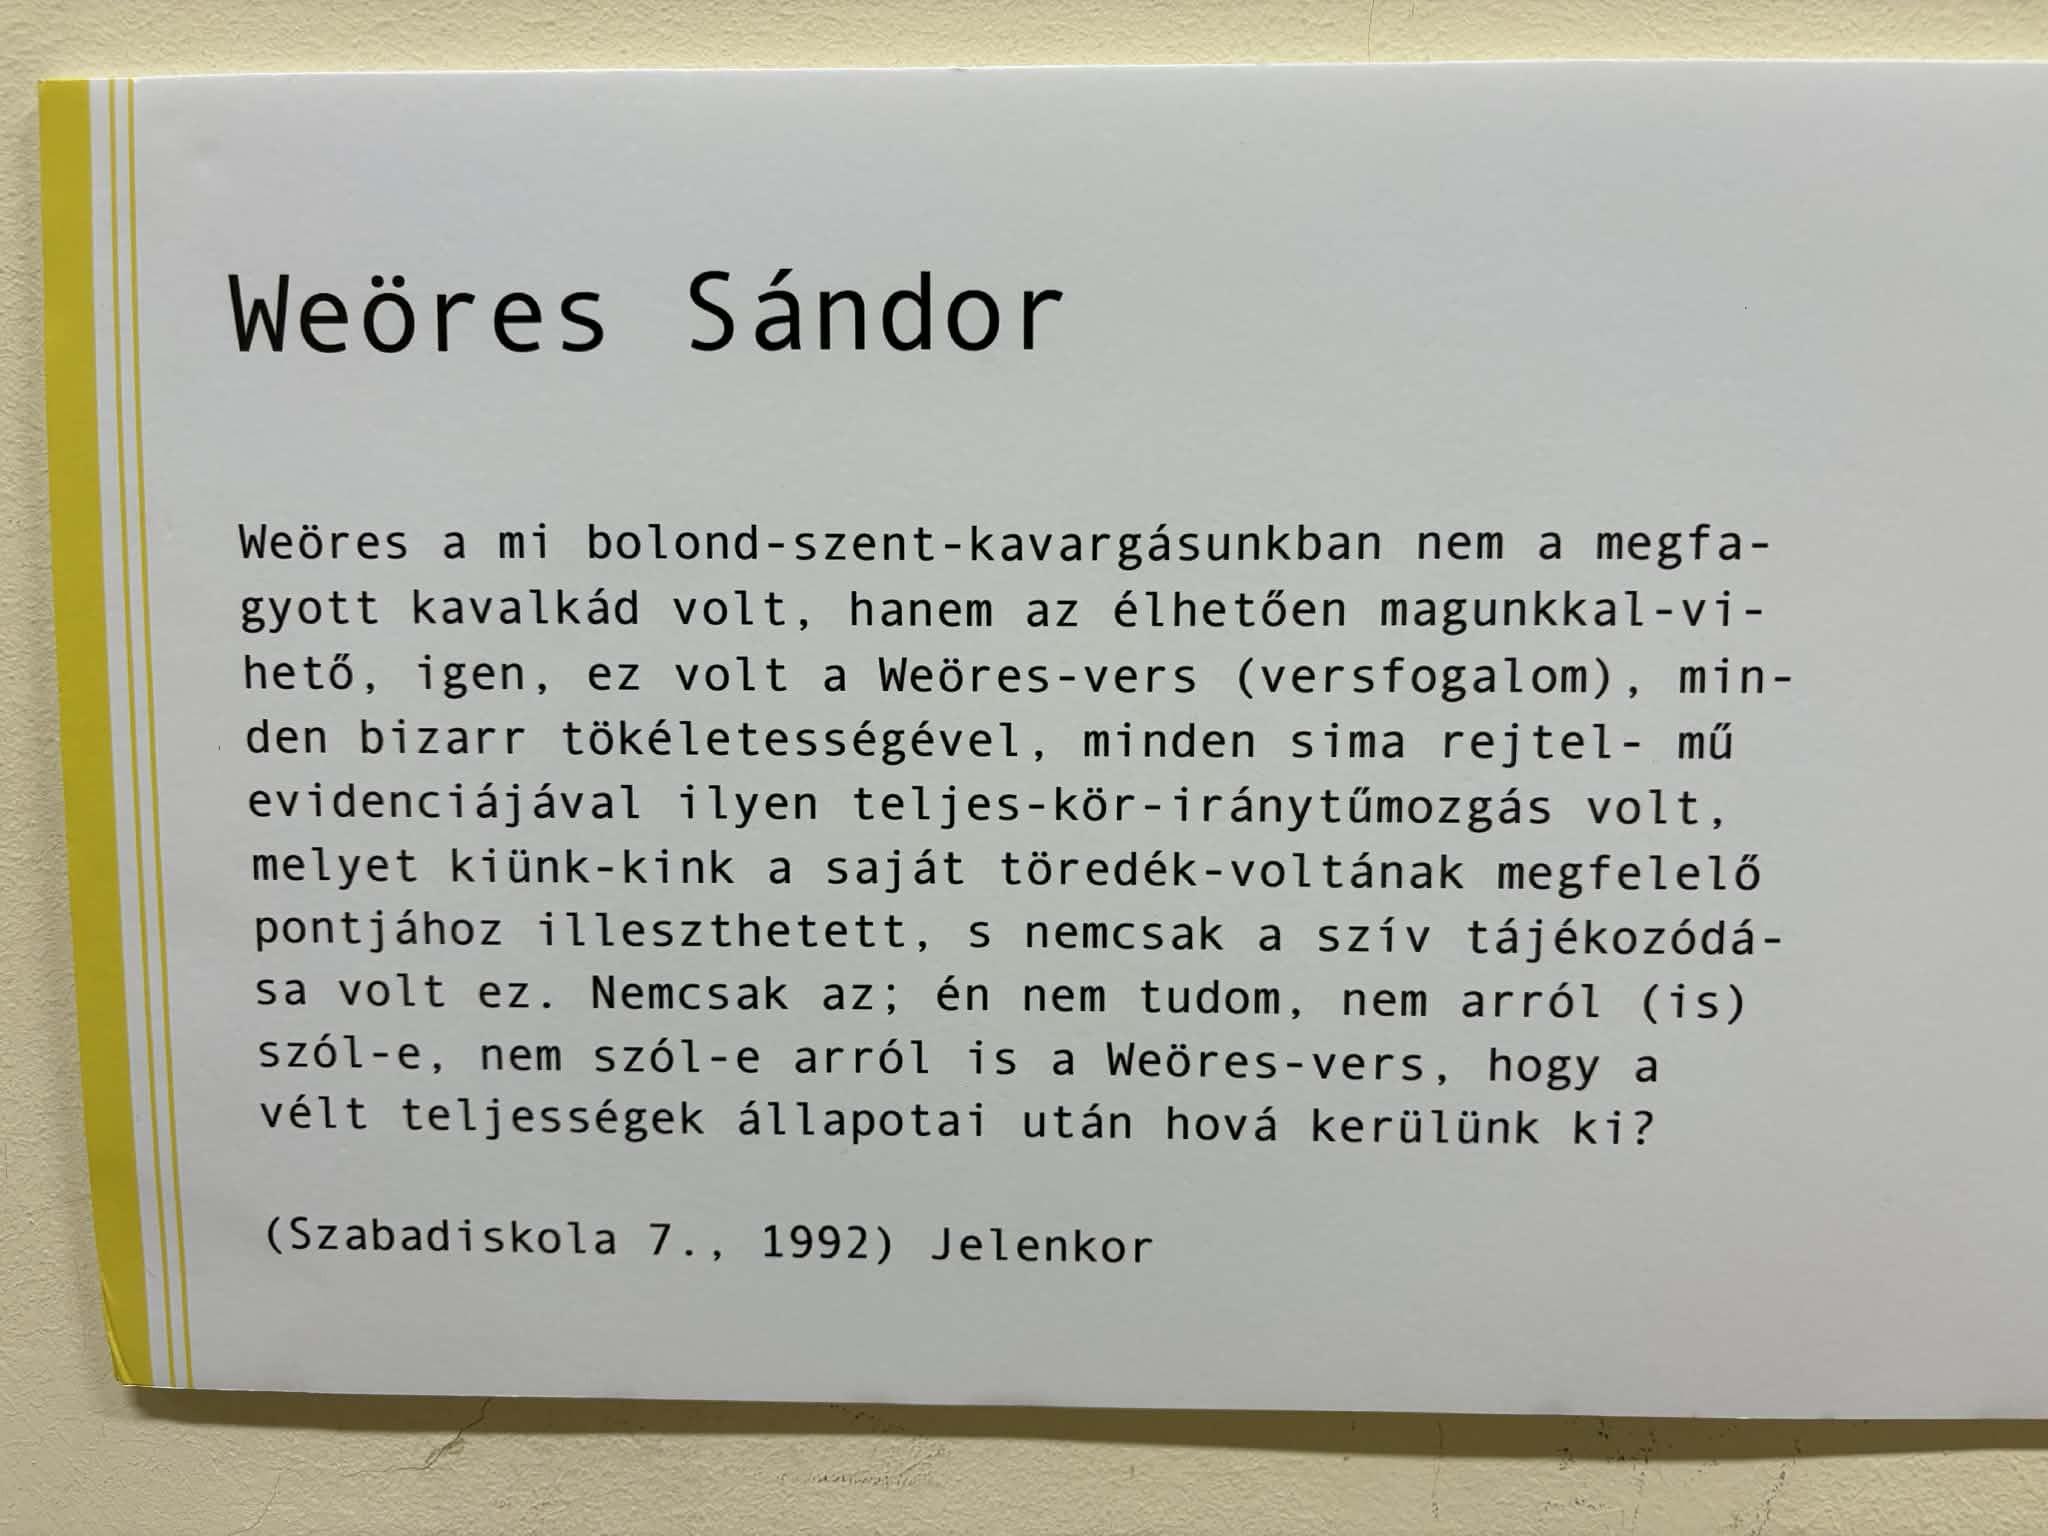 Weöres Sándor
Weöres a mi bolond-szent-kavargásunkban nem a megfa-
gyott kavalkád volt, hanem az élhetően magunkkal-vi-
hető, igen, ez volt a Weöres-vers (versfogalom), min-
den bizarr tökéletességével, minden sima rejtel- mű
evidenciájával ilyen teljes-kör-iránytűmozgás volt,
melyet kiünk-kink a saját töredék-voltának megfelelő
pontjához illeszthetett, s nemcsak a szív tájékozódá-
sa volt ez. Nemcsak az; én nem tudom, nem arról (is)
szól-e, nem szól-e arról is a Weöres-vers, hogy a
vélt teljességek állapotai után hová kerülünk ki?
(Szabadiskola 7., 1992) Jelenkor